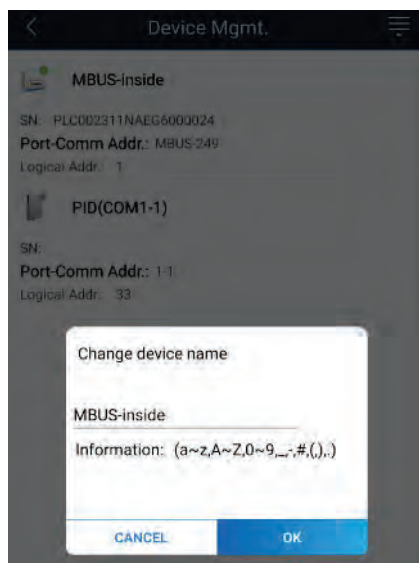 Device Mgmt.
MBUS-inside
SN: PLC002311NAEG6000024
Port-Comm Addr.: MBUS-249
Logical Addr.: 1
PID(COM1-1)
SN:
Port-Comm Addr.: 1-1
Logical Addr.: 33
Change device name
MBUS-inside
Information: (a~z,A~Z,0~9,_,-,#,(,),.)
CANCEL
OK